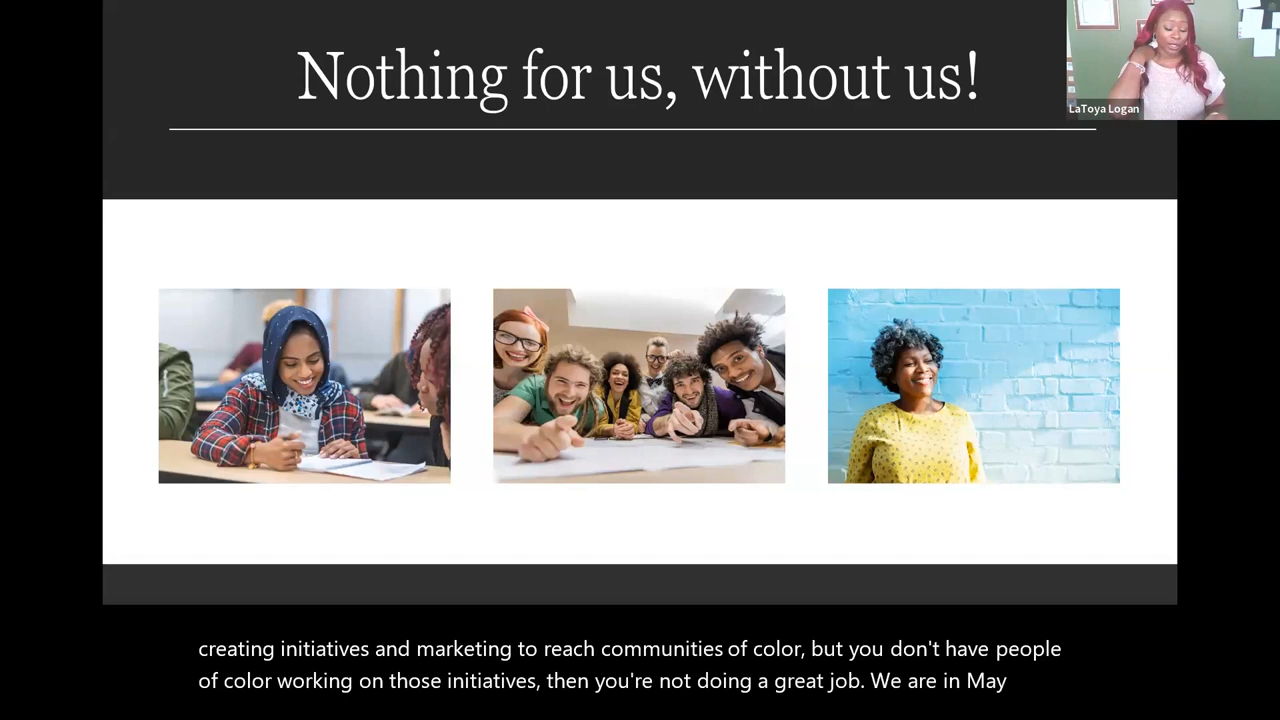 Nothing for us, without us!
LaToya Logan
creating initiatives and marketing to reach communities of color, but you don't have people
of color working on those initiatives, then you're not doing a great job. We are in May